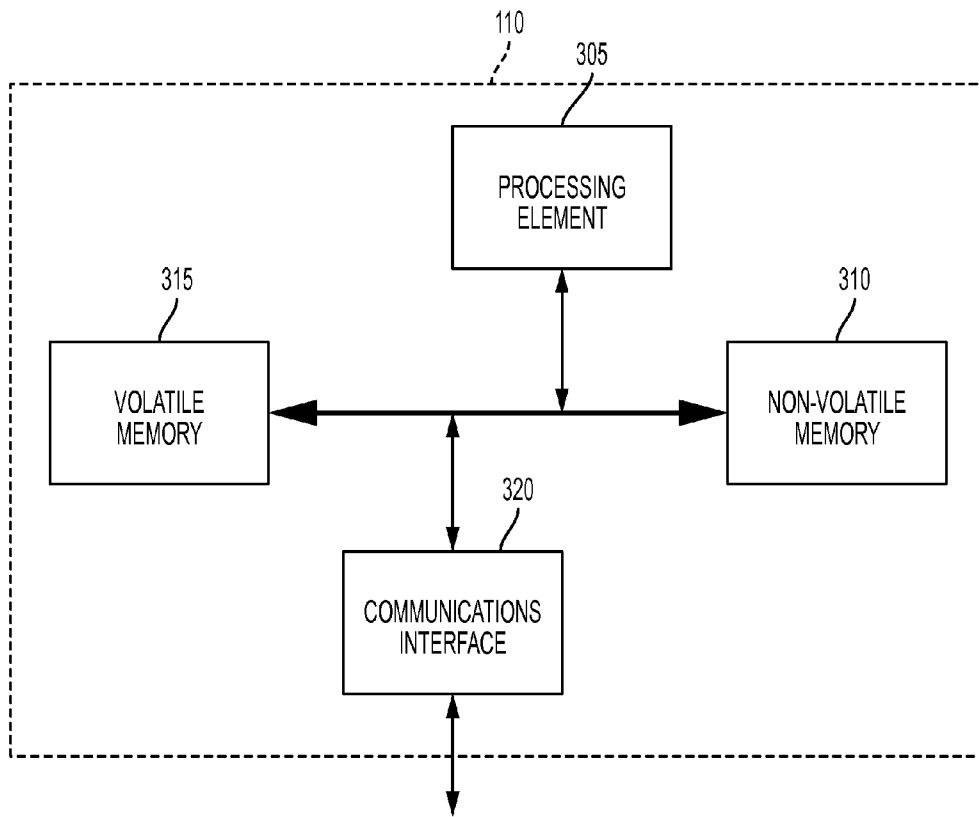 110
305
PROCESSING
ELEMENT
315
310
VOLATILE
MEMORY
NON-VOLATILE
MEMORY
320
COMMUNICATIONS
INTERFACE